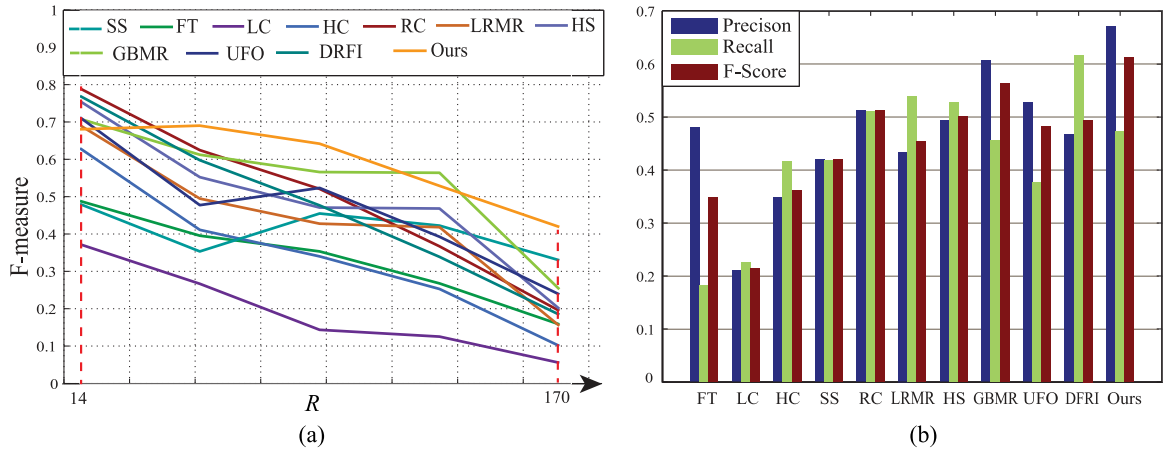 SS FT LC HC RC LRMR HS
GBMR UFO DRFI Ours
1
0.9
0.8
0.7
0.6
0.5
0.4
0.3
0.2
0.1
0
F-measure
14 R 170
(a)
Precison
Recall
F-Score
0.7
0.6
0.5
0.4
0.3
0.2
0.1
0
FT LC HC SS RC LRMR HS GBMR UFO DFRI Ours
(b)